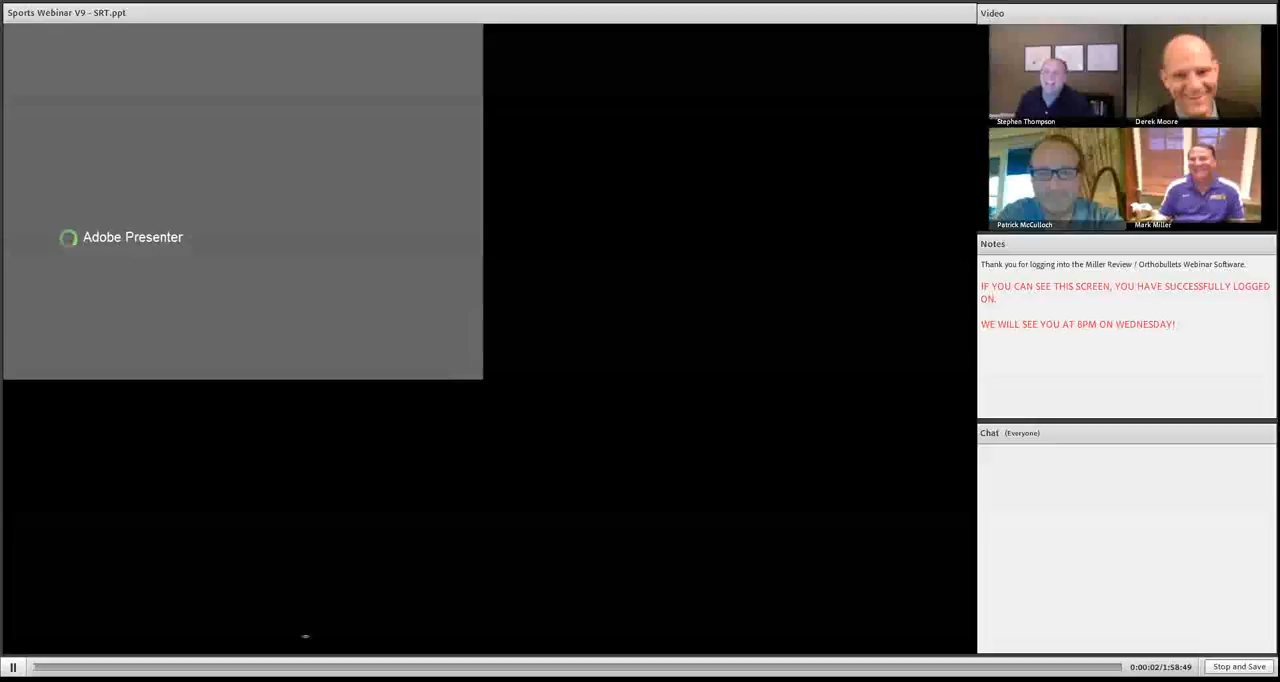 Sports Webinar V9 - SRT.ppt
Adobe Presenter
Video
Stephen Thompson
Derek Moore
Patrick McCulloch
Mark Miller
Notes
Thank you for logging into the Miller Review / Orthobullets Webinar Software.
IF YOU CAN SEE THIS SCREEN, YOU HAVE SUCCESSFULLY LOGGED
ON.
WE WILL SEE YOU AT 8PM ON WEDNESDAY!
Chat (Everyone)
0:00:02/1:58:49
Stop and Save